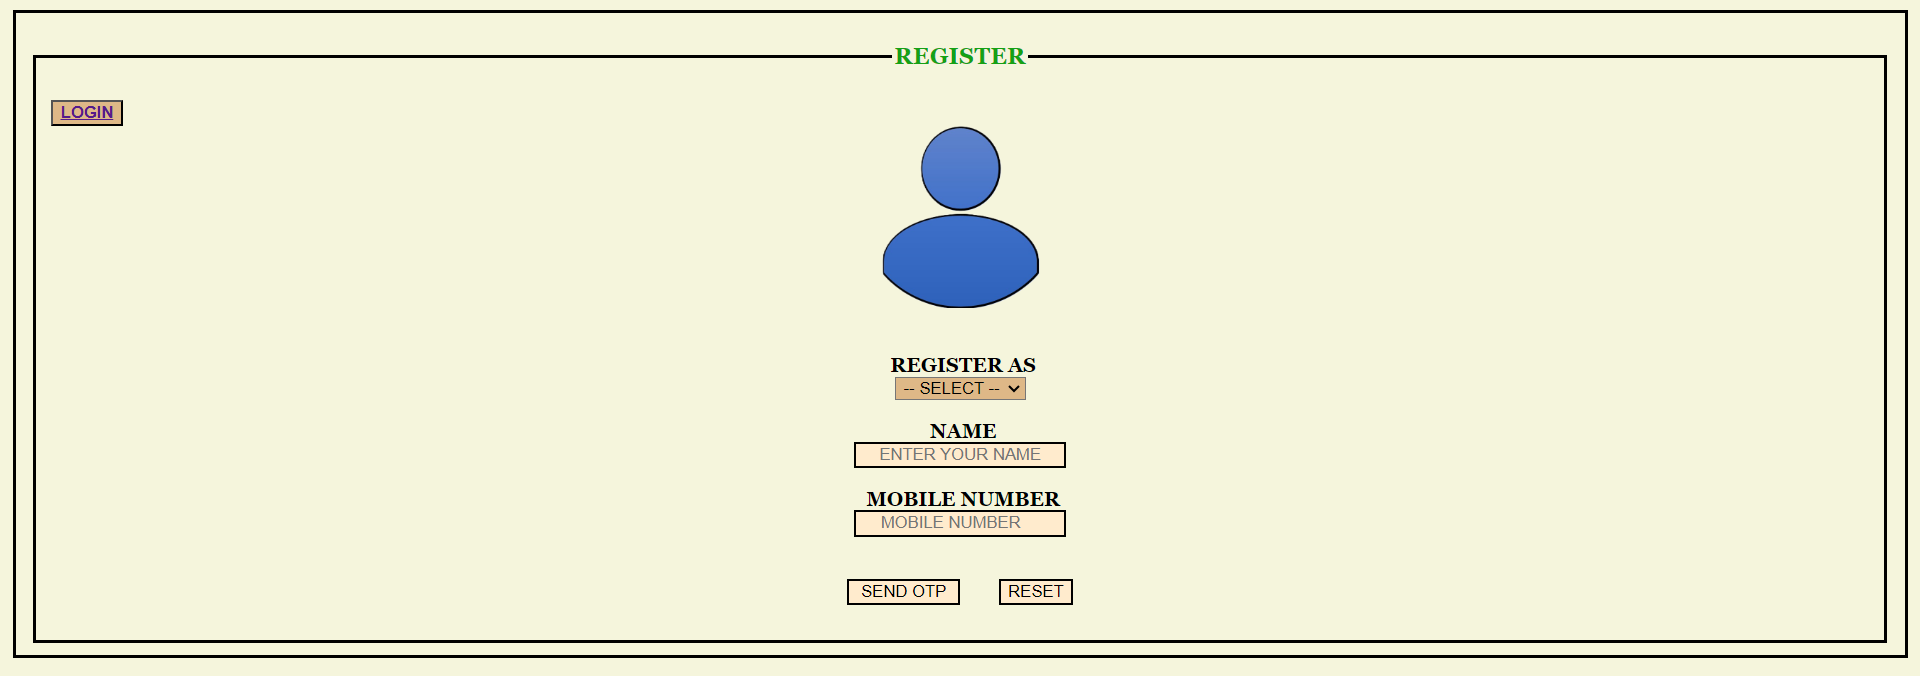 REGISTER
LOGIN
REGISTER AS
-- SELECT --
NAME
ENTER YOUR NAME
MOBILE NUMBER
MOBILE NUMBER
SEND OTP RESET